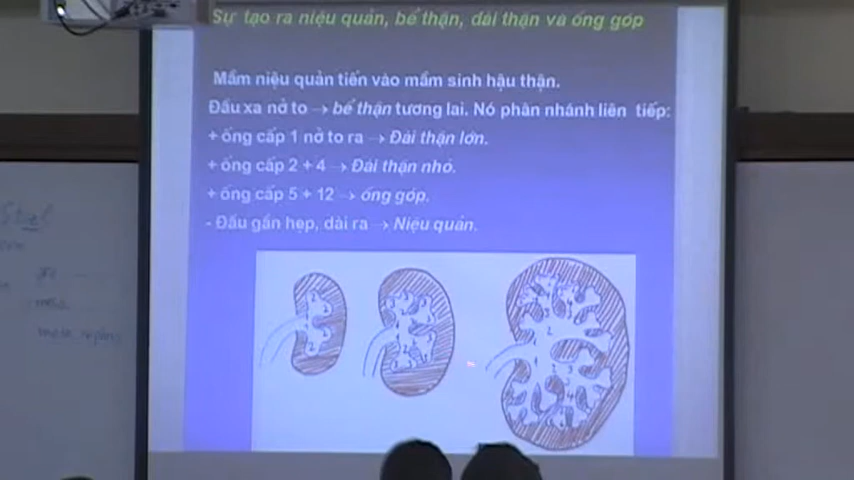 Sự tạo ra niệu quản, bể thận, đài thận và ống góp
Mầm niệu quản tiến vào mầm sinh hậu thận.
Đầu xa nở to → bể thận tương lai. Nó phân nhánh liên tiếp:
+ ống cấp 1 nở to ra → Đài thận lớn.
+ ống cấp 2 + 4 → Đài thận nhỏ.
+ ống cấp 5 + 12 → ống góp.
- Đầu gần hẹp, dài ra → Niệu quản.